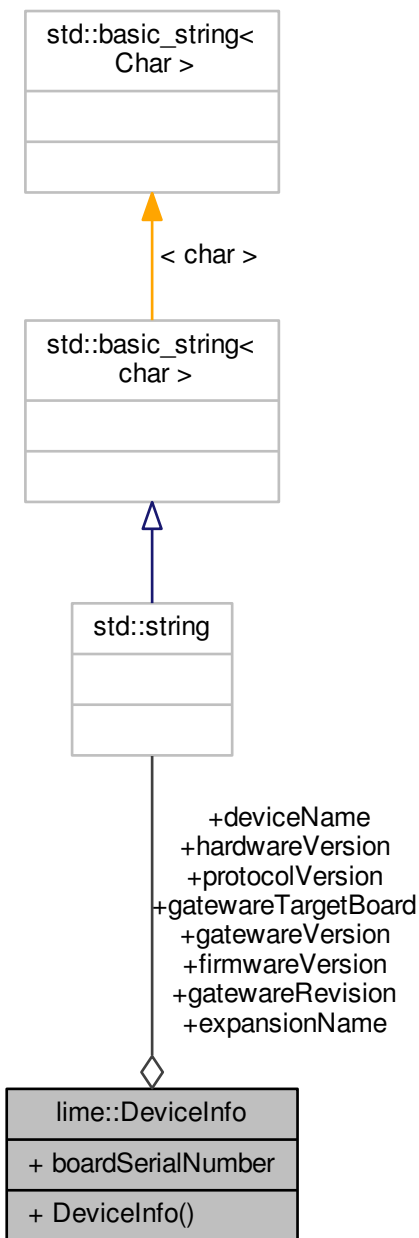 std::basic_string<
Char >
< char >
std::basic_string<
char >
std::string
+deviceName
+hardwareVersion
+protocolVersion
+gatewareTargetBoard
+gatewareVersion
+firmwareVersion
+gatewareRevision
+expansionName
lime::DeviceInfo
+ boardSerialNumber
+ DeviceInfo()